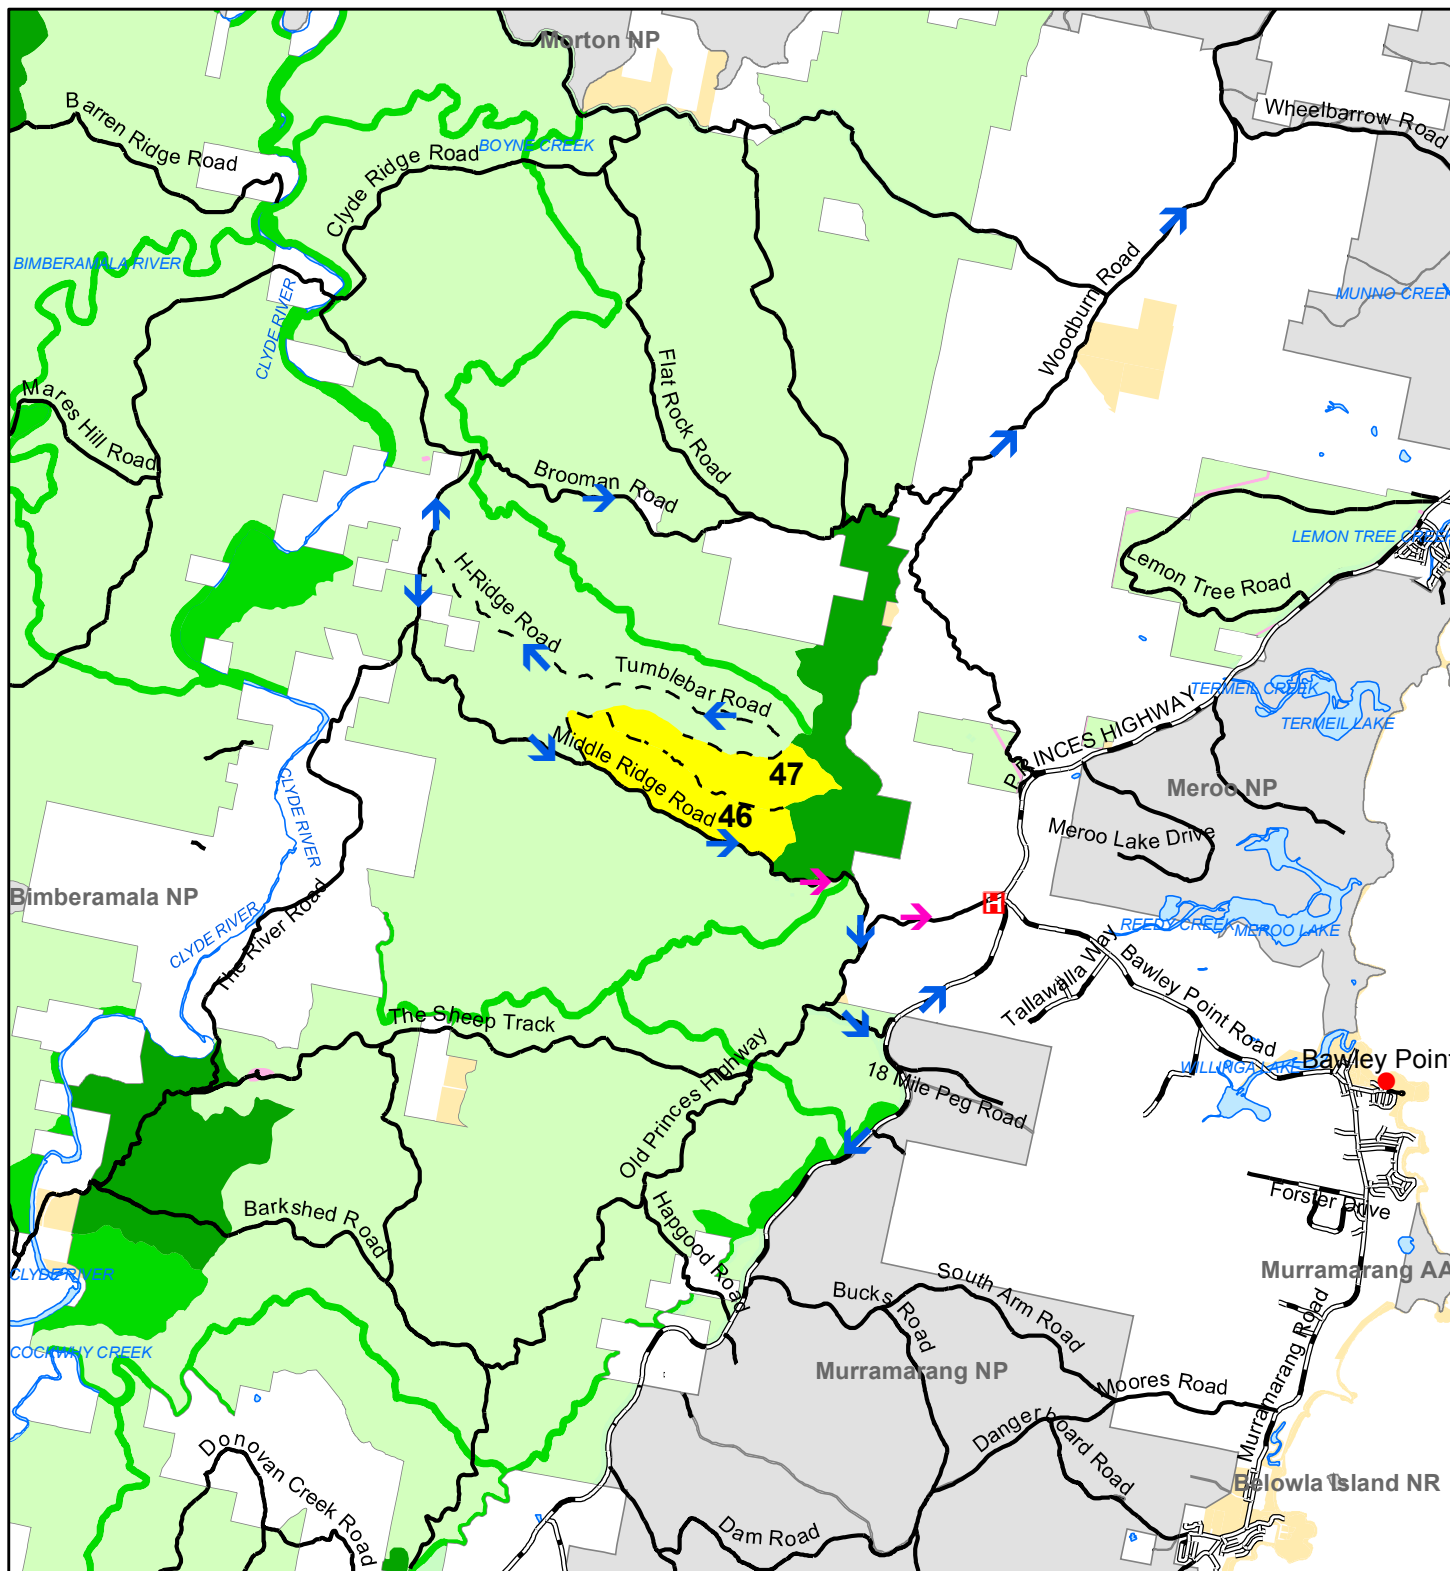 Morton NP
Barren Ridge Road
Wheelbarrow Road
BOYNE CREEK
Clyde Ridge Road
BIMBERAMALA RIVER
CLYDE RIVER
Woodburn Road
MUNNO CREEK
Mares Hill Road
Flat Rock Road
Brooman Road
LEMON TREE CREEK
H-Ridge Road
Lemon Tree Road
Tumblebar Road
TERMEIL CREEK
TERMEIL LAKE
PRINCES HIGHWAY
Middle Ridge Road
47
46
Meroo NP
Meroo Lake Drive
CLYDE RIVER
Bimberamala NP
The River Road
CLYDE RIVER
H
REEDY CREEK
MEROO LAKE
Tallawalla Way
Bawley Point Road
The Sheep Track
Old Princes Highway
18 Mile Peg Road
WILLINGA LAKE
Bawley Point
Barkshed Road
Hapgood Road
Forster Drive
CLYDE RIVER
Murramarang AA
South Arm Road
Bucks Road
Murramarang Road
COCKWHY CREEK
Murramarang NP
Moores Road
Danger board Road
Donovan Creek Road
Belowla Island NR
Dam Road